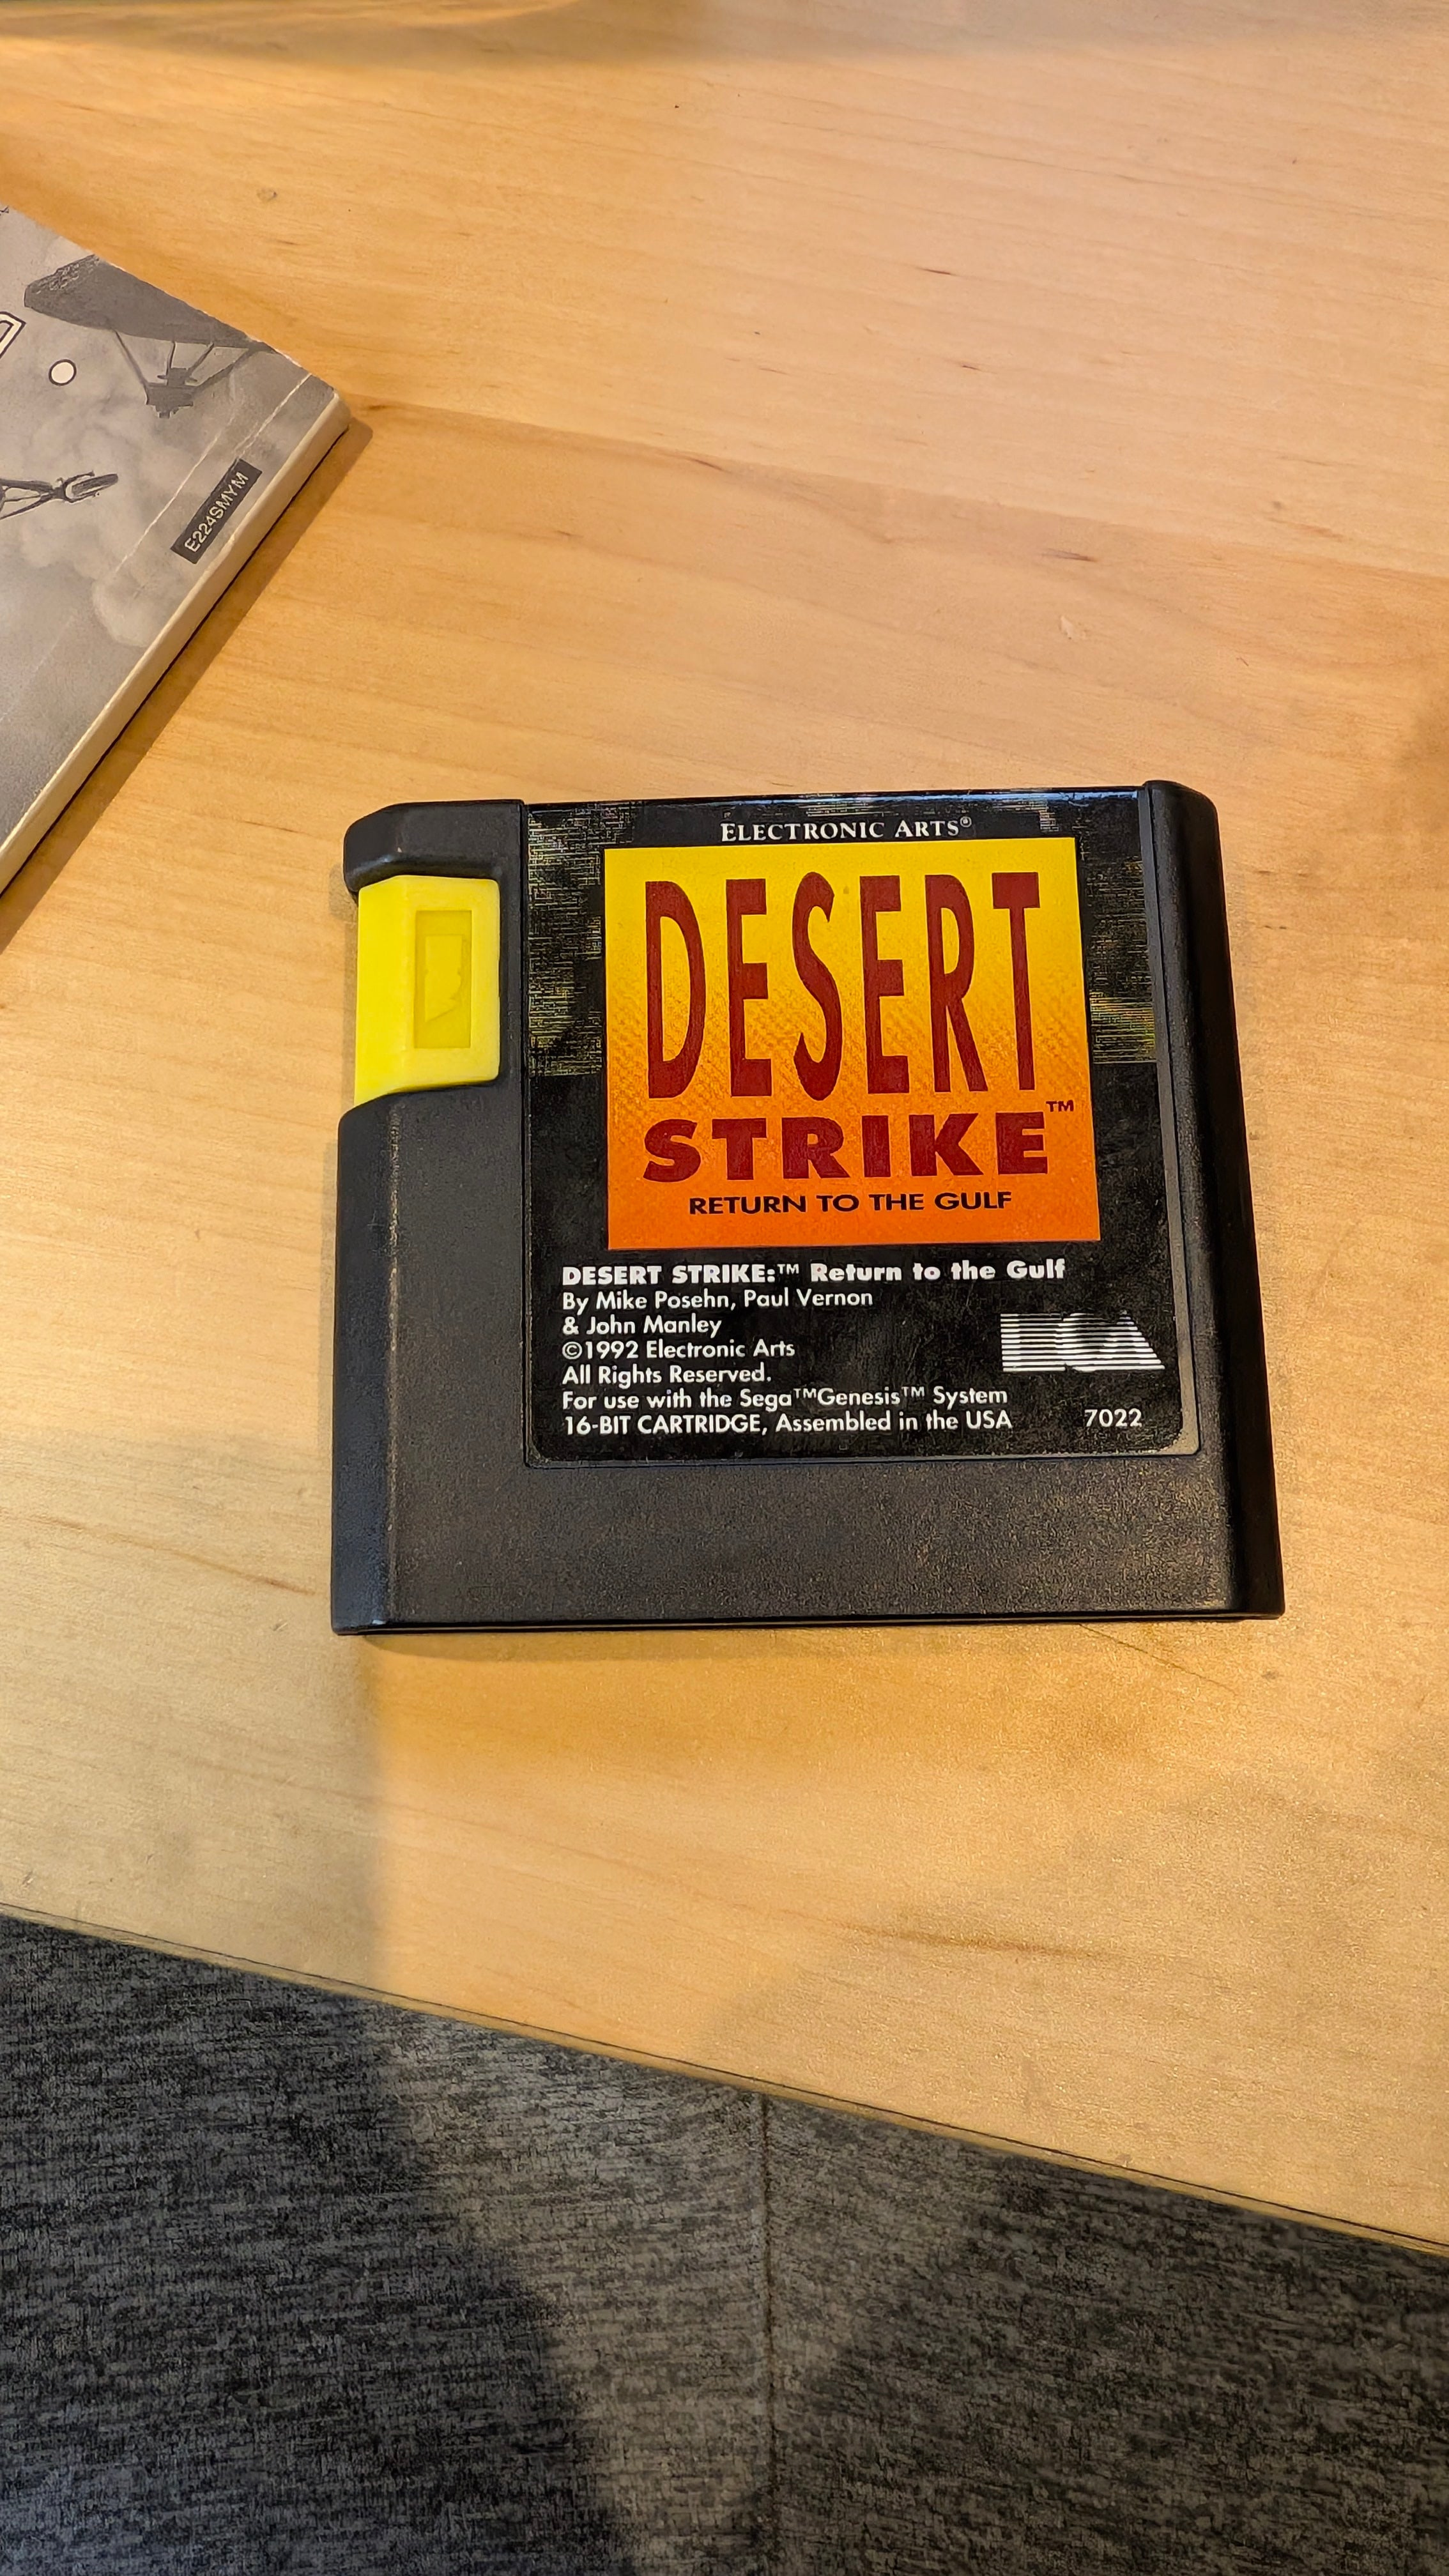 E224SMYM
ELECTRONIC ARTS®
DESERT
STRIKE™
RETURN TO THE GULF
DESERT STRIKE:™ Return to the Gulf
By Mike Posehn, Paul Vernon
& John Manley
©1992 Electronic Arts
All Rights Reserved.
For use with the Sega™Genesis™ System
16-BIT CARTRIDGE, Assembled in the USA
7022
EA